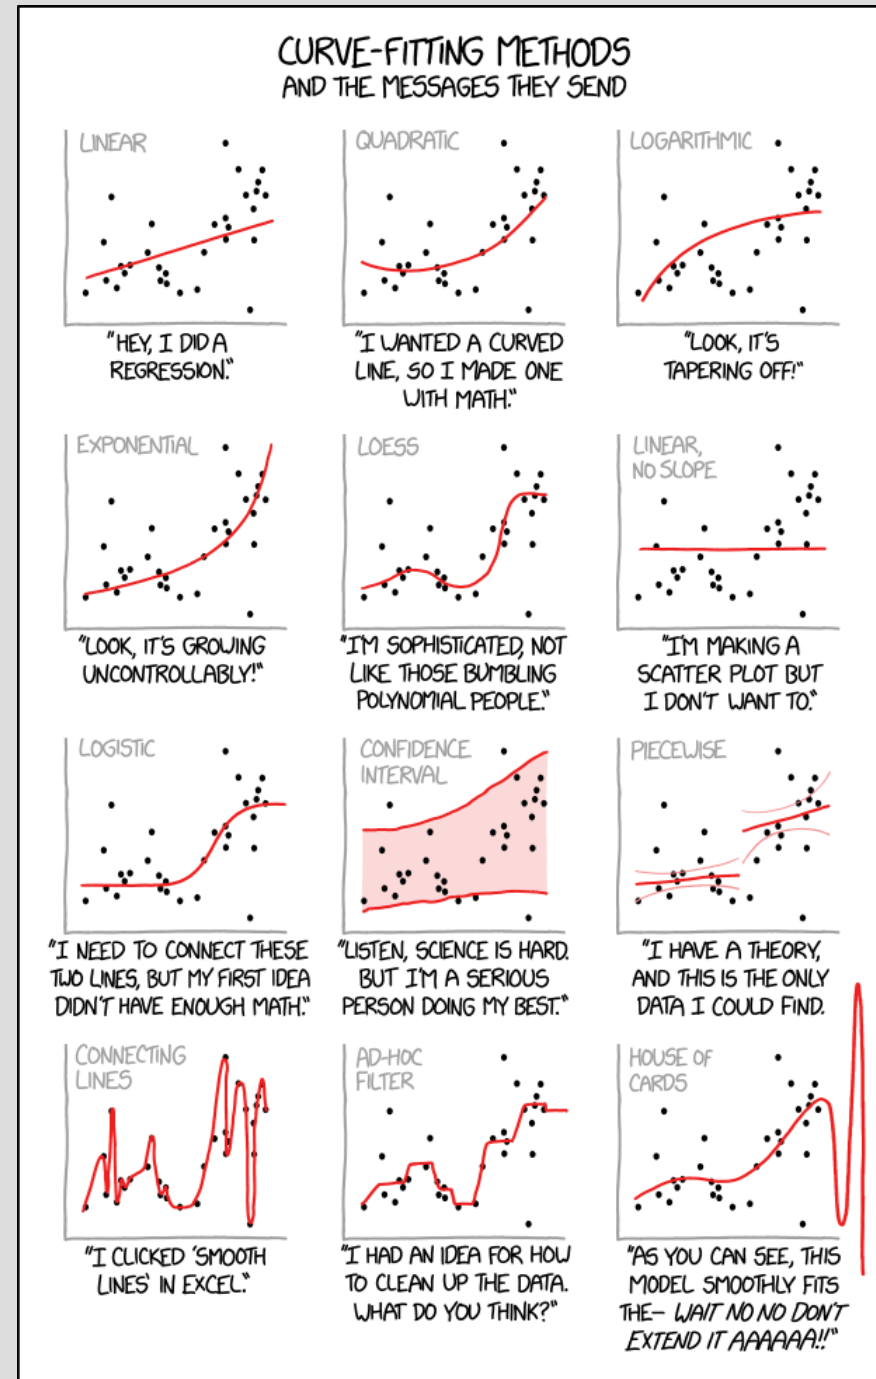 CURVE-FITTING METHODS
AND THE MESSAGES THEY SEND
LINEAR
"HEY, I DID A
REGRESSION."
QUADRATIC
"I WANTED A CURVED
LINE, SO I MADE ONE
WITH MATH."
LOGARITHMIC
"LOOK, IT'S
TAPERING OFF!"
EXPONENTIAL
"LOOK, IT'S GROWING
UNCONTROLLABLY!"
LOESS
"I'M SOPHISTICATED, NOT
LIKE THOSE BUMBLING
POLYNOMIAL PEOPLE."
LINEAR,
NO SLOPE
"I'M MAKING A
SCATTER PLOT BUT
I DON'T WANT TO."
LOGISTIC
"I NEED TO CONNECT THESE
TWO LINES, BUT MY FIRST IDEA
DIDN'T HAVE ENOUGH MATH."
CONFIDENCE
INTERVAL
"LISTEN, SCIENCE IS HARD.
BUT I'M A SERIOUS
PERSON DOING MY BEST."
PIECEWISE
"I HAVE A THEORY,
AND THIS IS THE ONLY
DATA I COULD FIND.
CONNECTING
LINES
"I CLICKED 'SMOOTH
LINES' IN EXCEL."
AD-HOC
FILTER
"I HAD AN IDEA FOR HOW
TO CLEAN UP THE DATA.
WHAT DO YOU THINK?"
HOUSE OF
CARDS
"AS YOU CAN SEE, THIS
MODEL SMOOTHLY FITS
THE— WAIT NO NO DON'T
EXTEND IT AAAAAA!!"